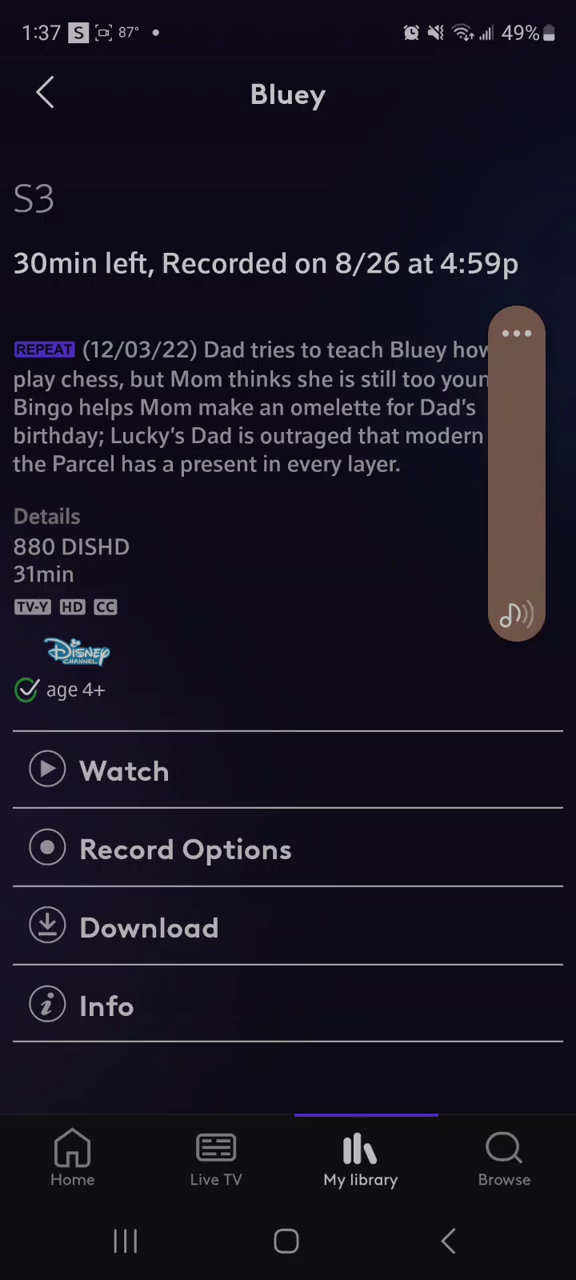 1:37 S 87° 49%
Bluey
S3
30min left, Recorded on 8/26 at 4:59p
REPEAT (12/03/22) Dad tries to teach Bluey how
play chess, but Mom thinks she is still too youn
Bingo helps Mom make an omelette for Dad's
birthday; Lucky's Dad is outraged that modern
the Parcel has a present in every layer.
Details
880 DISHD
31min
TV-Y HD CC
Disney
CHANNEL
age 4+
Watch
Record Options
Download
Info
Home Live TV My library Browse